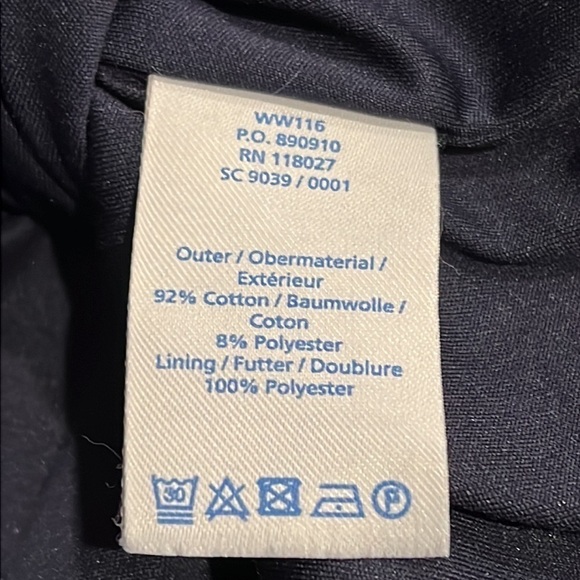 WW116
P.O. 890910
RN 118027
SC 9039 / 0001
Outer / Obermaterial /
Extérieur
92% Cotton / Baumwolle /
Coton
8% Polyester
Lining / Futter / Doublure
100% Polyester
30 P